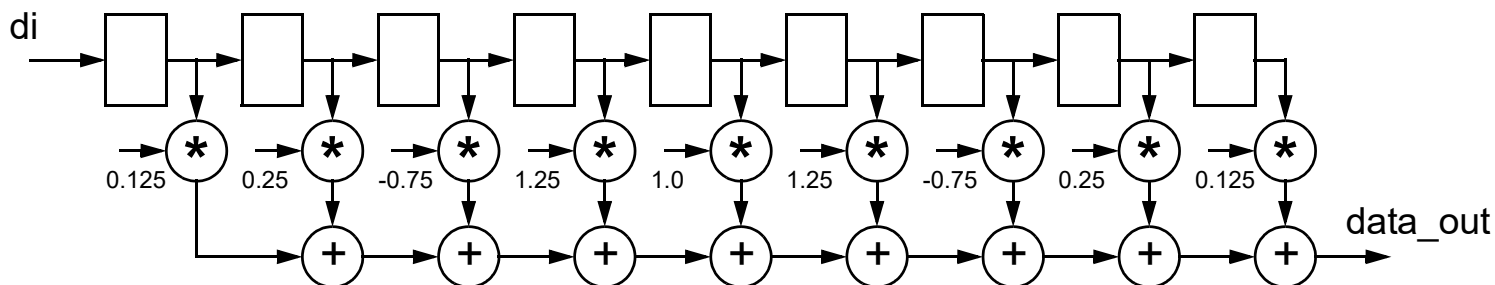 di
* * * * * * * * *
0.125 0.25 -0.75 1.25 1.0 1.25 -0.75 0.25 0.125
data_out
+ + + + + + + +